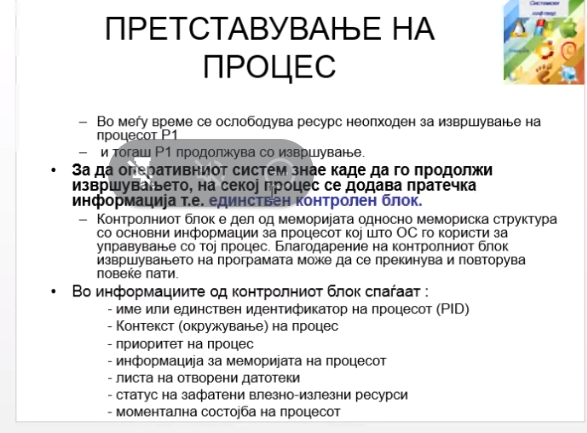 Системски
софтвер
ПРЕТСТАВУВАЊЕ НА
ПРОЦЕС
– Во меѓу време се ослободува ресурс неопходен за извршување на
процесот P1
– и тогаш P1 продолжува со извршување.
• За да оперативниот систем знае каде да го продолжи
извршувањето, на секој процес се додава пратечка
информација т.е. единствен контролен блок.
– Контролниот блок е дел од меморијата односно мемориска структура
со основни информации за процесот кој што ОС го користи за
управување со тој процес. Благодарение на контролниот блок
извршувањето на програмата може да се прекинува и повторува
повеќе пати.
• Во информациите од контролниот блок спаѓаат :
- име или единствен идентификатор на процесот (PID)
- Контекст (окружување) на процес
- приоритет на процес
- информација за меморијата на процесот
- листа на отворени датотеки
- статус на зафатени влезно-излезни ресурси
- моментална состојба на процесот